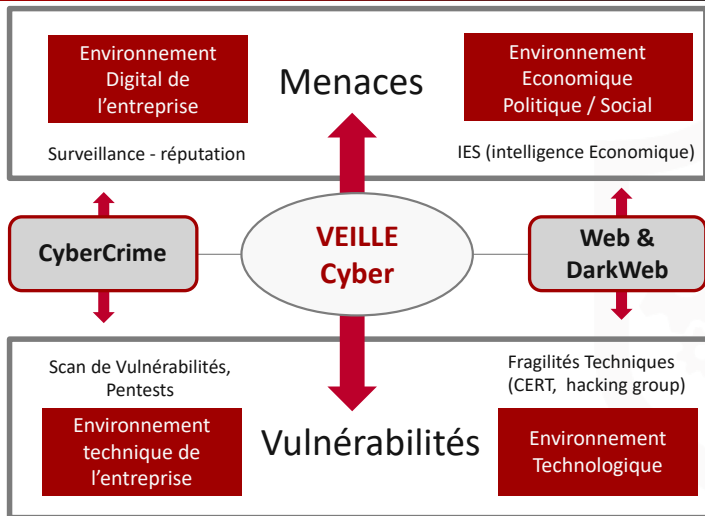 Environnement
Digital de
l’entreprise
Menaces
Environnement
Economique
Politique / Social
Surveillance - réputation
IES (intelligence Economique)
CyberCrime
VEILLE
Cyber
Web &
DarkWeb
Scan de Vulnérabilités,
Pentests
Fragilités Techniques
(CERT, hacking group)
Environnement
technique de
l’entreprise
Vulnérabilités
Environnement
Technologique